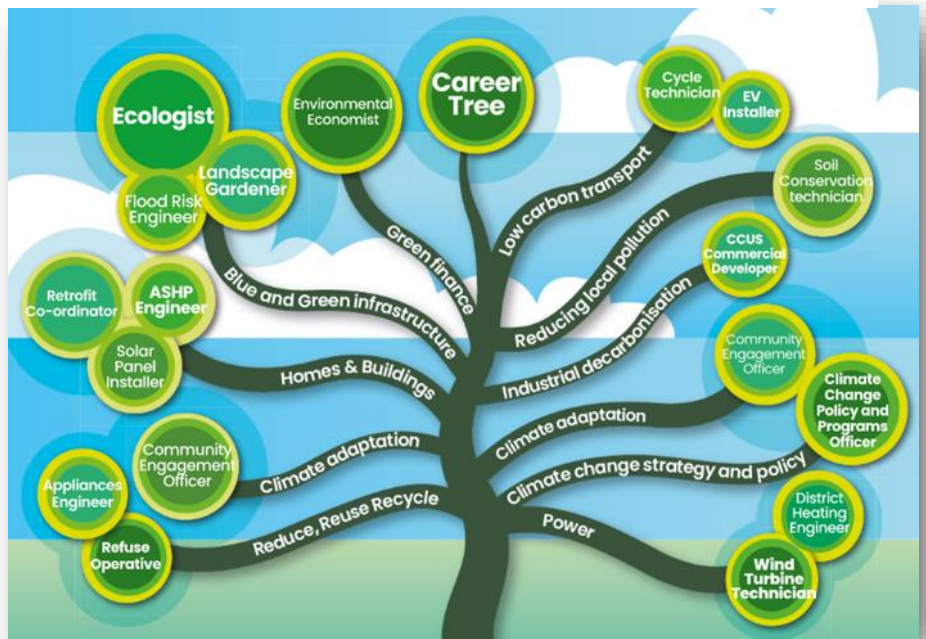 Career
Tree
Ecologist
Flood Risk
Engineer
Landscape
Gardener
Blue and Green infrastructure
Environmental
Economist
Green finance
Cycle
Technician
EV
Installer
Low carbon transport
Soil
Conservation
technician
Reducing local pollution
CCUS
Commercial
Developer
Industrial decarbonisation
Retrofit
Co-ordinator
ASHP
Engineer
Solar
Panel
Installer
Homes & Buildings
Community
Engagement
Officer
Climate adaptation
Community
Engagement
Officer
Climate adaptation
Climate
Change
Policy and
Programs
Officer
Climate change strategy and policy
Appliances
Engineer
Refuse
Operative
Reduce, Reuse Recycle
District
Heating
Engineer
Wind
Turbine
Technician
Power